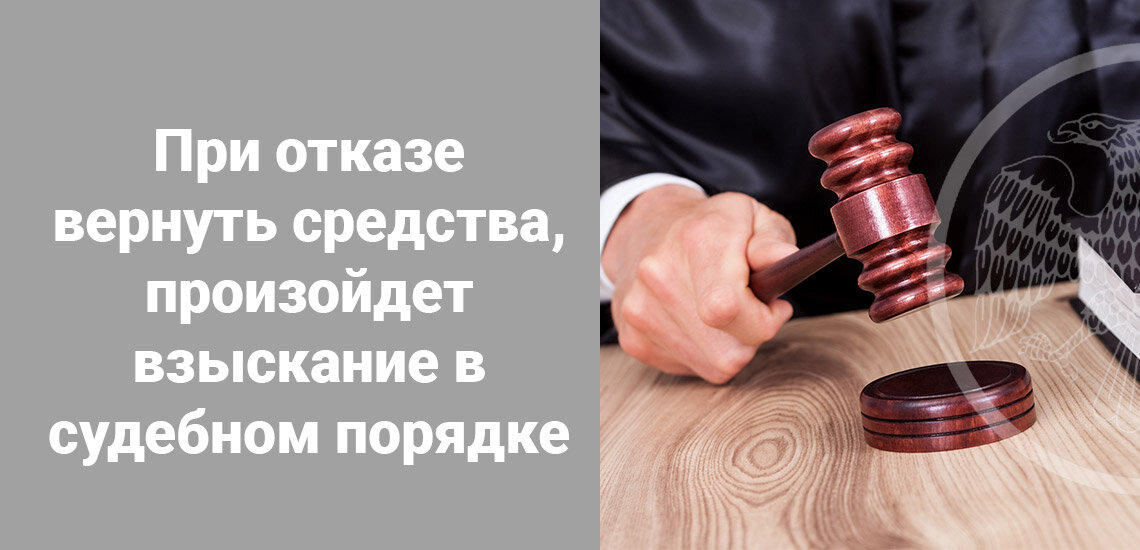 При отказе
вернуть средства,
произойдет
взыскание в
судебном порядке